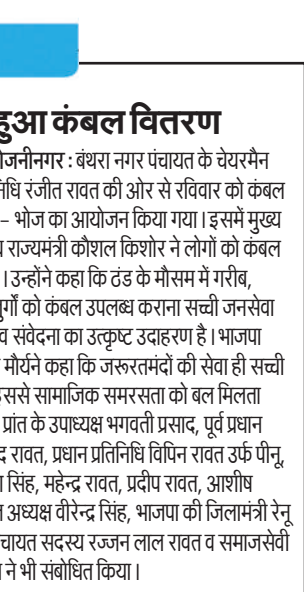 हुआ कंबल वितरण
जनीनगर : बंथरा नगर पंचायत के चेयरमैन
निधि रंजीत रावत की ओर से रविवार को कंबल
– भोज का आयोजन किया गया । इसमें मुख्य
राज्यमंत्री कौशल किशोर ने लोगों को कंबल
। उन्होंने कहा कि ठंड के मौसम में गरीब,
र्गों को कंबल उपलब्ध कराना सच्ची जनसेवा
व संवेदना का उत्कृष्ट उदाहरण है । भाजपा
मौर्यने कहा कि जरूरतमंदों की सेवा ही सच्ची
ससे सामाजिक समरसता को बल मिलता
प्रांत के उपाध्यक्ष भगवती प्रसाद, पूर्व प्रधान
द रावत, प्रधान प्रतिनिधि विपिन रावत उर्फ पीनू,
सिंह, महेन्द्र रावत, प्रदीप रावत, आशीष
अध्यक्ष वीरेन्द्र सिंह, भाजपा की जिलामंत्री रेनू
चायत सदस्य रज्जन लाल रावत व समाजसेवी
ने भी संबोधित किया ।